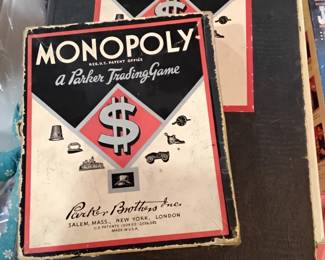 MONOPOLY
REG. U.S. PATENT OFFICE
a Parker Trading Game
$
$
Parker Brothers Inc.
SALEM, MASS., NEW YORK, LONDON
MADE IN U.S.A.